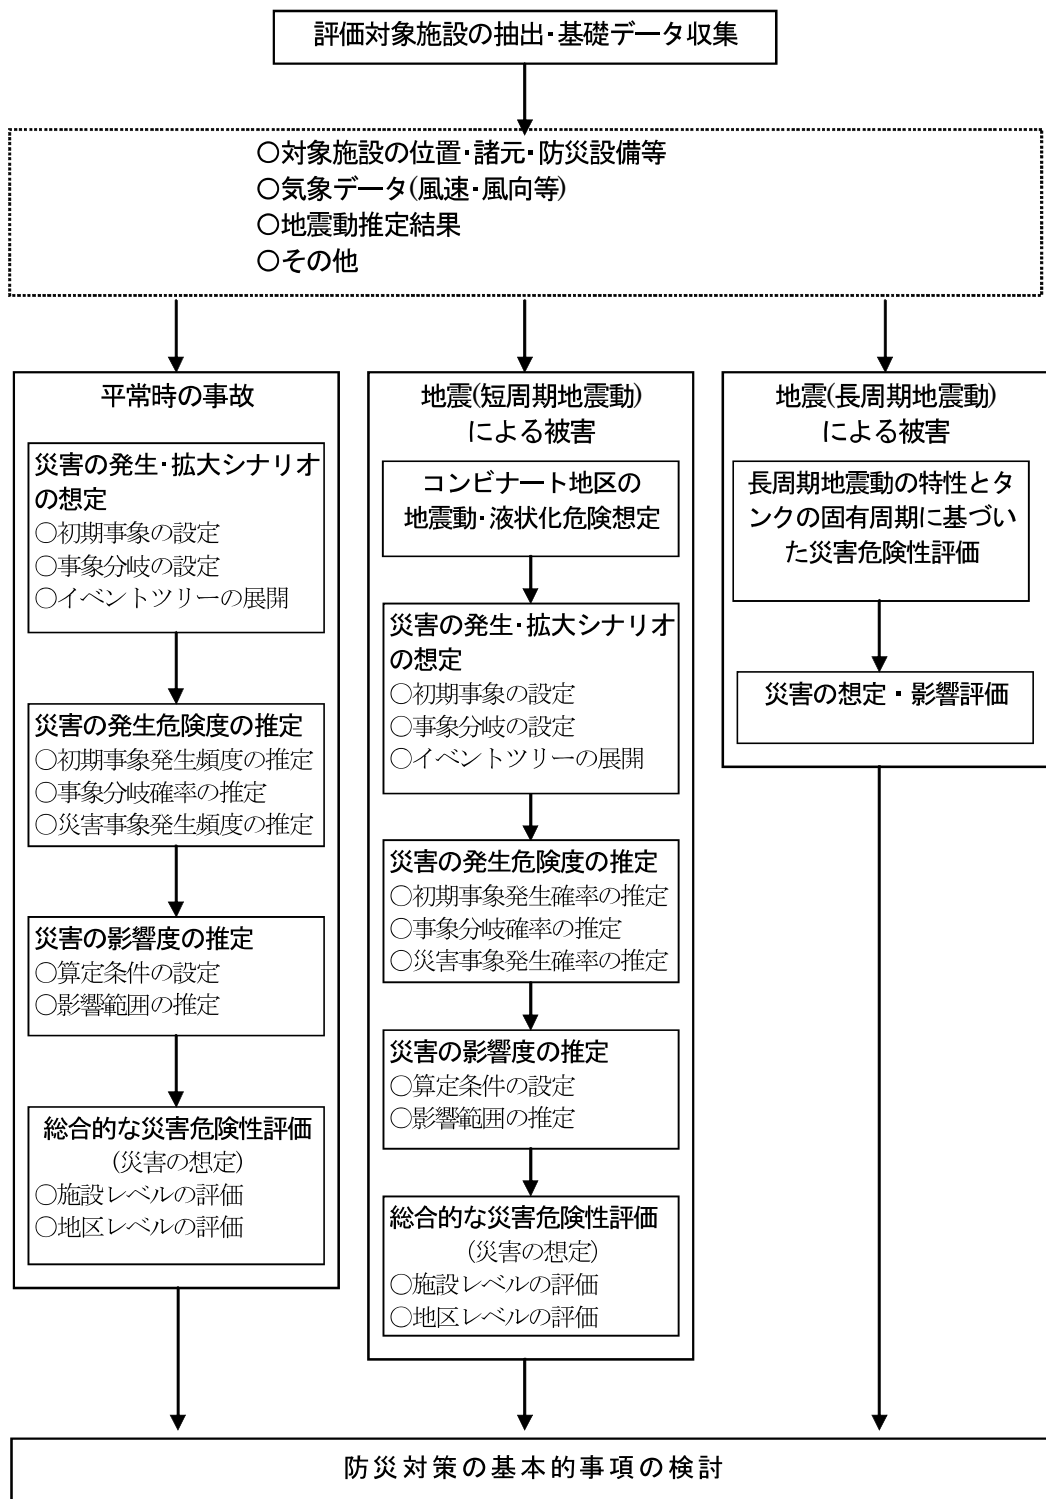 評価対象施設の抽出・基礎データ収集
○対象施設の位置・諸元・防災設備等
○気象データ(風速・風向等)
○地震動推定結果
○その他
平常時の事故
災害の発生・拡大シナリオ
の想定
○初期事象の設定
○事象分岐の設定
○イベントツリーの展開
災害の発生危険度の推定
○初期事象発生頻度の推定
○事象分岐確率の推定
○災害事象発生頻度の推定
災害の影響度の推定
○算定条件の設定
○影響範囲の推定
総合的な災害危険性評価
(災害の想定)
○施設レベルの評価
○地区レベルの評価
地震(短周期地震動)
による被害
コンビナート地区の
地震動・液状化危険想定
災害の発生・拡大シナリオ
の想定
○初期事象の設定
○事象分岐の設定
○イベントツリーの展開
災害の発生危険度の推定
○初期事象発生確率の推定
○事象分岐確率の推定
○災害事象発生確率の推定
災害の影響度の推定
○算定条件の設定
○影響範囲の推定
総合的な災害危険性評価
(災害の想定)
○施設レベルの評価
○地区レベルの評価
地震(長周期地震動)
による被害
長周期地震動の特性とタ
ンクの固有周期に基づい
た災害危険性評価
災害の想定・影響評価
防災対策の基本的事項の検討